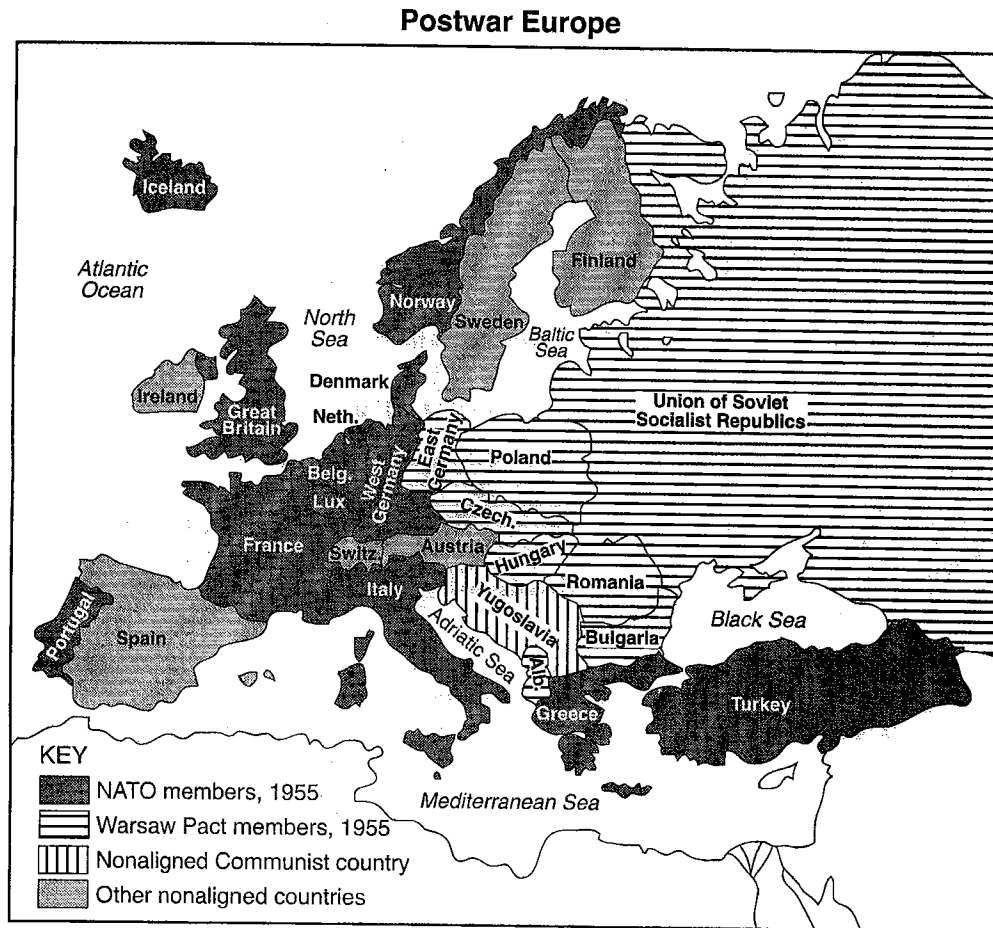 Postwar Europe
Iceland
Atlantic
Ocean
North
Sea
Norway
Sweden
Finland
Baltic
Sea
Denmark
Neth.
Ireland
Great
Britain
Union of Soviet
Socialist Republics
East
Germany
Poland
West
Germany
Belg.
Lux
Czech.
France
Switz.
Austria
Hungary
Italy
Romania
Yugoslavia
Portugal
Spain
Adriatic Sea
Bulgaria
Black Sea
Alb.
Greece
Turkey
Mediterranean Sea
KEY
NATO members, 1955
Warsaw Pact members, 1955
Nonaligned Communist country
Other nonaligned countries